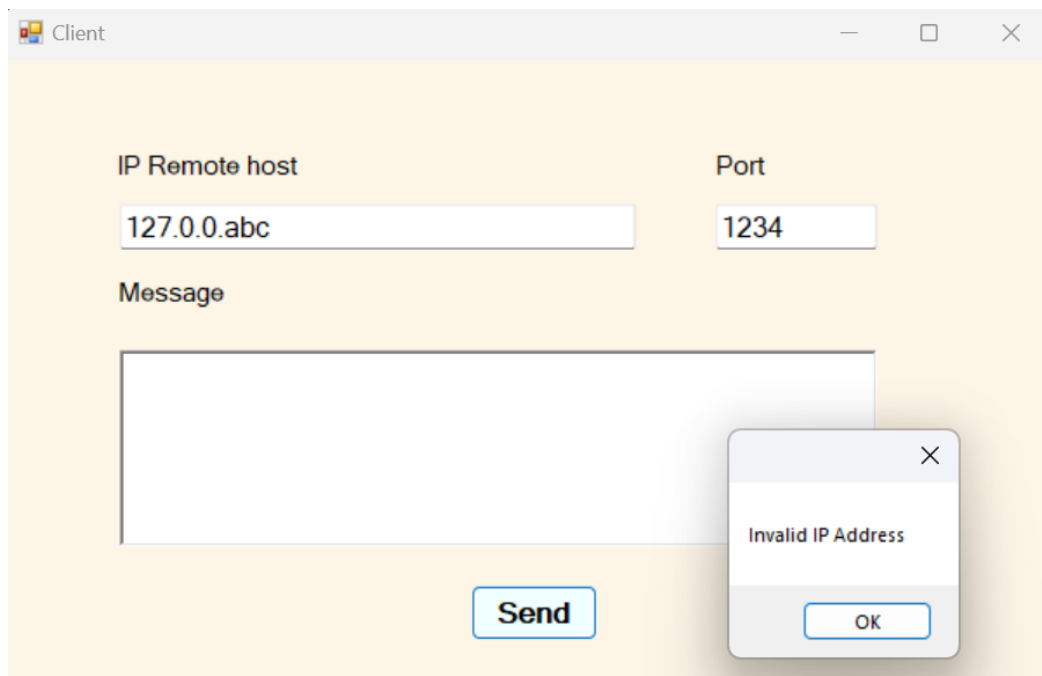 Client
IP Remote host
Port
127.0.0.abc
1234
Message
Invalid IP Address
OK
Send